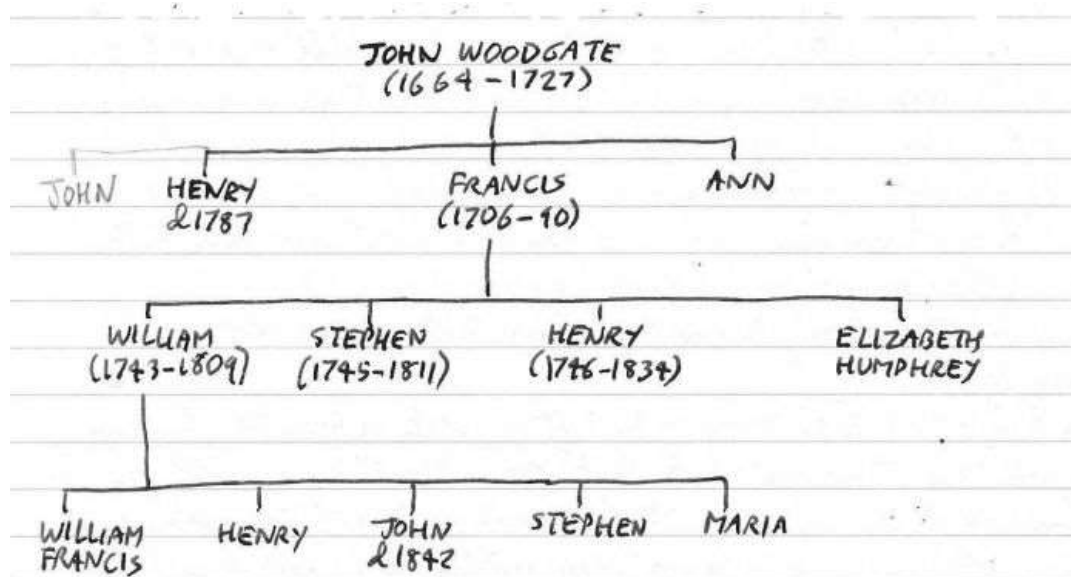 JOHN WOODGATE
(1664-1727)
JOHN HENRY FRANCIS ANN
d1787 (1706-90)
WILLIAM STEPHEN HENRY ELIZABETH
(1743-1809) (1745-1811) (1746-1834) HUMPHREY
WILLIAM HENRY JOHN STEPHEN MARIA
FRANCIS d1842